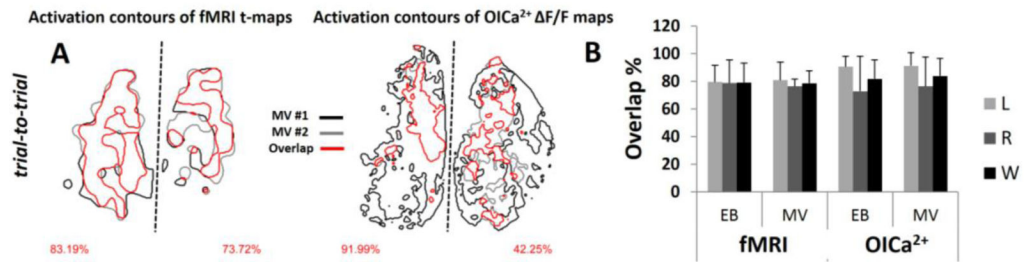 Activation contours of fMRI t-maps
Activation contours of OICa²⁺ ΔF/F maps
A
B
trial-to-trial
MV #1
MV #2
Overlap
83.19%
73.72%
91.99%
42.25%
Overlap %
120
100
80
60
40
20
0
EB
MV
EB
MV
fMRI
OICa²⁺
L
R
W